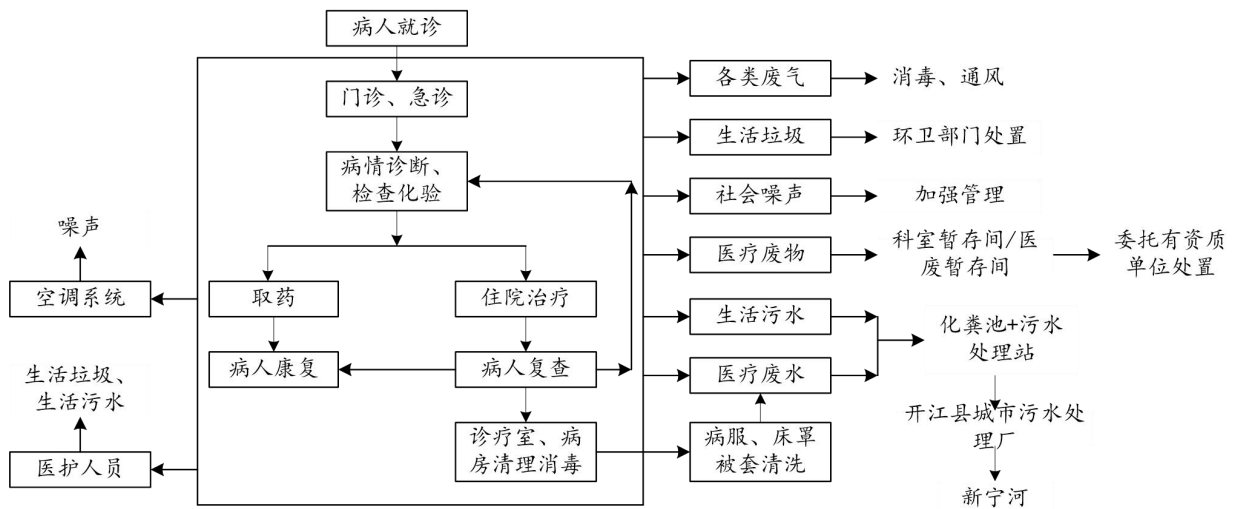 病人就诊
门诊、急诊
病情诊断、
检查化验
取药
住院治疗
病人康复
病人复查
诊疗室、病
房清理消毒
噪声
空调系统
生活垃圾、
生活污水
医护人员
各类废气
消毒、通风
生活垃圾
环卫部门处置
社会噪声
加强管理
医疗废物
科室暂存间/医
废暂存间
委托有资质
单位处置
生活污水
医疗废水
化粪池+污水
处理站
病服、床罩
被套清洗
开江县城市污水处
理厂
新宁河